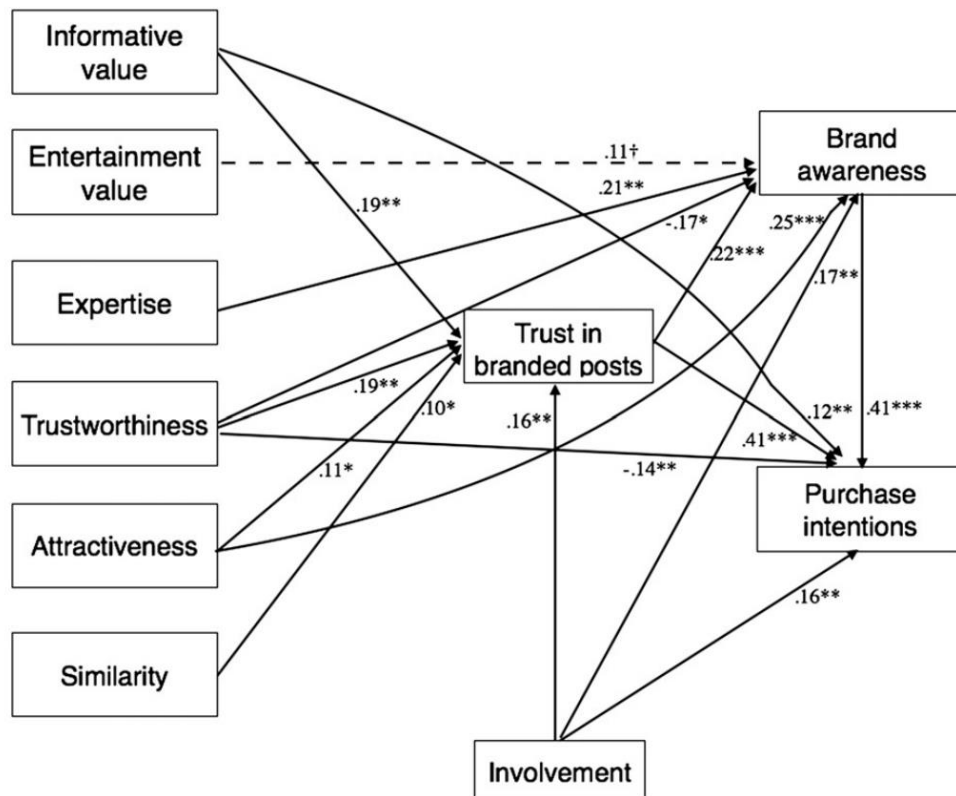 Informative
value
Entertainment
value
Expertise
Trustworthiness
Attractiveness
Similarity
Involvement
Trust in
branded posts
Brand
awareness
Purchase
intentions
.11†
.21**
.19**
-.17*
.25***
.22***
.17**
.19**
.10*
.16**
.12**
.41***
.41***
.11*
-.14**
.16**